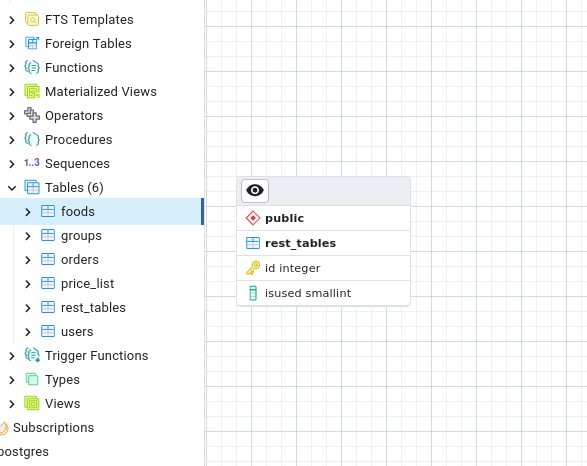 FTS Templates
Foreign Tables
Functions
Materialized Views
Operators
Procedures
1..3 Sequences
Tables (6)
foods
groups
orders
price_list
rest_tables
users
Trigger Functions
Types
Views
Subscriptions
postgres
public
rest_tables
id integer
isused smallint